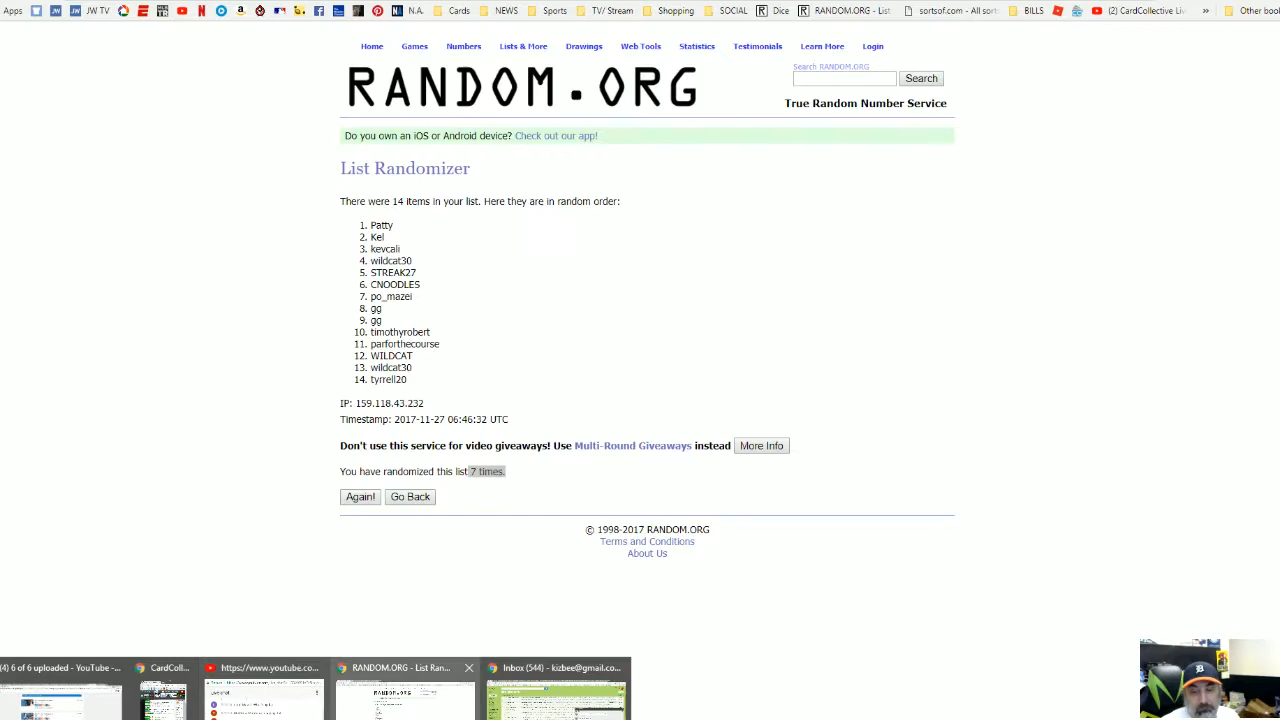 Apps N.A. Cards NEWS Sports TV/ Stream Shopping SOCIAL Dice RANDOM.ORG - List sortsof.com - All sorts BILLS (2) CardCollective Liv » Other boo
Home Games Numbers Lists & More Drawings Web Tools Statistics Testimonials Learn More Login
Search RANDOM.ORG
RANDOM.ORG
Search
True Random Number Service
Do you own an iOS or Android device? Check out our app!
List Randomizer
There were 14 items in your list. Here they are in random order:
1. Patty
2. Kel
3. kevcali
4. wildcat30
5. STREAK27
6. CNOODLES
7. po_mazei
8. gg
9. gg
10. timothyrobert
11. parforthecourse
12. WILDCAT
13. wildcat30
14. tyrrell20
IP: 159.118.43.232
Timestamp: 2017-11-27 06:46:32 UTC
Don't use this service for video giveaways! Use Multi-Round Giveaways instead More Info
You have randomized this list 7 times.
Again! Go Back
© 1998-2017 RANDOM.ORG
Terms and Conditions
About Us
(4) 6 of 6 uploaded - YouTube -... CardColl... https://www.youtube.co... RANDOM.ORG - List Ran... Inbox (544) - kizbee@gmail.co...